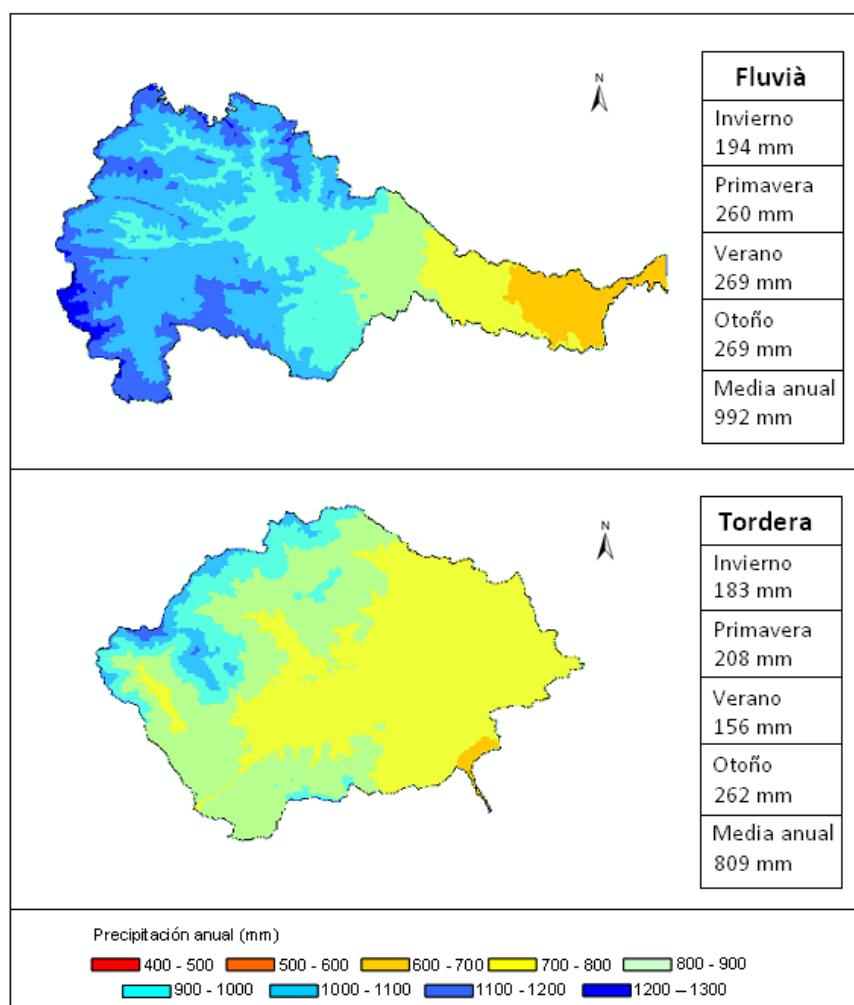 N
Fluvià
Invierno
194 mm
Primavera
260 mm
Verano
269 mm
Otoño
269 mm
Media anual
992 mm
N
Tordera
Invierno
183 mm
Primavera
208 mm
Verano
156 mm
Otoño
262 mm
Media anual
809 mm
Precipitación anual (mm)
400 - 500 500 - 600 600 - 700 700 - 800 800 - 900
900 - 1000 1000 - 1100 1100 - 1200 1200 – 1300